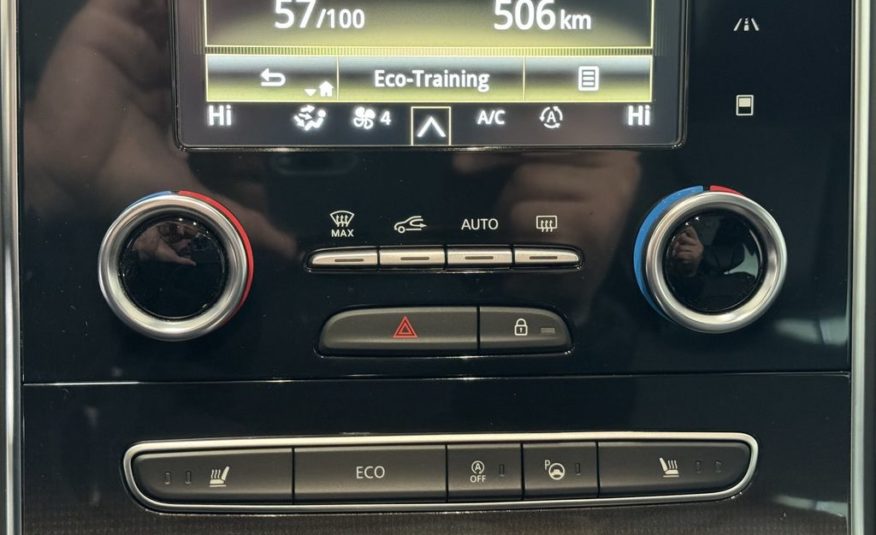 57/100 506 km
Eco-Training
Hi 4 A/C A Hi
MAX AUTO
ECO A OFF P